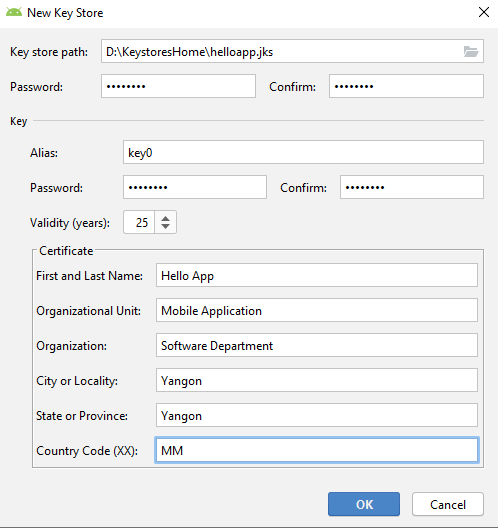 New Key Store
Key store path: D:\KeystoresHome\helloapp.jks
Password: •••••••• Confirm: ••••••••
Key
Alias: key0
Password: •••••••• Confirm: ••••••••
Validity (years): 25
Certificate
First and Last Name: Hello App
Organizational Unit: Mobile Application
Organization: Software Department
City or Locality: Yangon
State or Province: Yangon
Country Code (XX): MM
OK Cancel